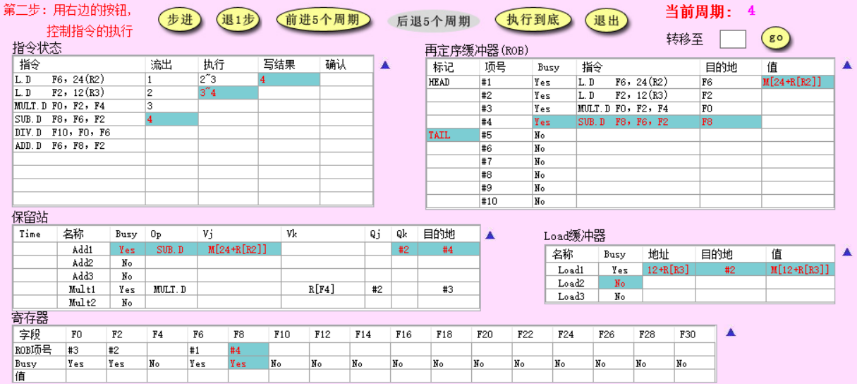 第二步：用右边的按钮，
控制指令的执行
步进 退1步 前进5个周期 后退5个周期 执行到底 退出
当前周期: 4
转移至 go
指令状态
指令 流出 执行 写结果 确认
L.D F6, 24(R2) 1 2~3 4
L.D F2, 12(R3) 2 3~4
MULT.D F0, F2, F4 3
SUB.D F8, F6, F2 4
DIV.D F10, F0, F6
ADD.D F6, F8, F2
再定序缓冲器(ROB)
标记 项号 Busy 指令 目的地 值
HEAD #1 Yes L.D F6, 24(R2) F6 M[24+R[R2]]
#2 Yes L.D F2, 12(R3) F2
#3 Yes MULT.D F0, F2, F4 F0
#4 Yes SUB.D F8, F6, F2 F8
TAIL #5 No
#6 No
#7 No
#8 No
#9 No
#10 No
保留站
Time 名称 Busy Op Vj Vk Qj Qk 目的地
Add1 Yes SUB.D M[24+R[R2]] #2 #4
Add2 No
Add3 No
Mult1 Yes MULT.D R[F4] #2 #3
Mult2 No
Load缓冲器
名称 Busy 地址 目的地 值
Load1 Yes 12+R[R3] #2 M[12+R[R3]]
Load2 No
Load3 No
寄存器
字段 F0 F2 F4 F6 F8 F10 F12 F14 F16 F18 F20 F22 F24 F26 F28 F30
ROB项号 #3 #2 #1 #4
Busy Yes Yes No Yes Yes No No No No No No No No No No No
值